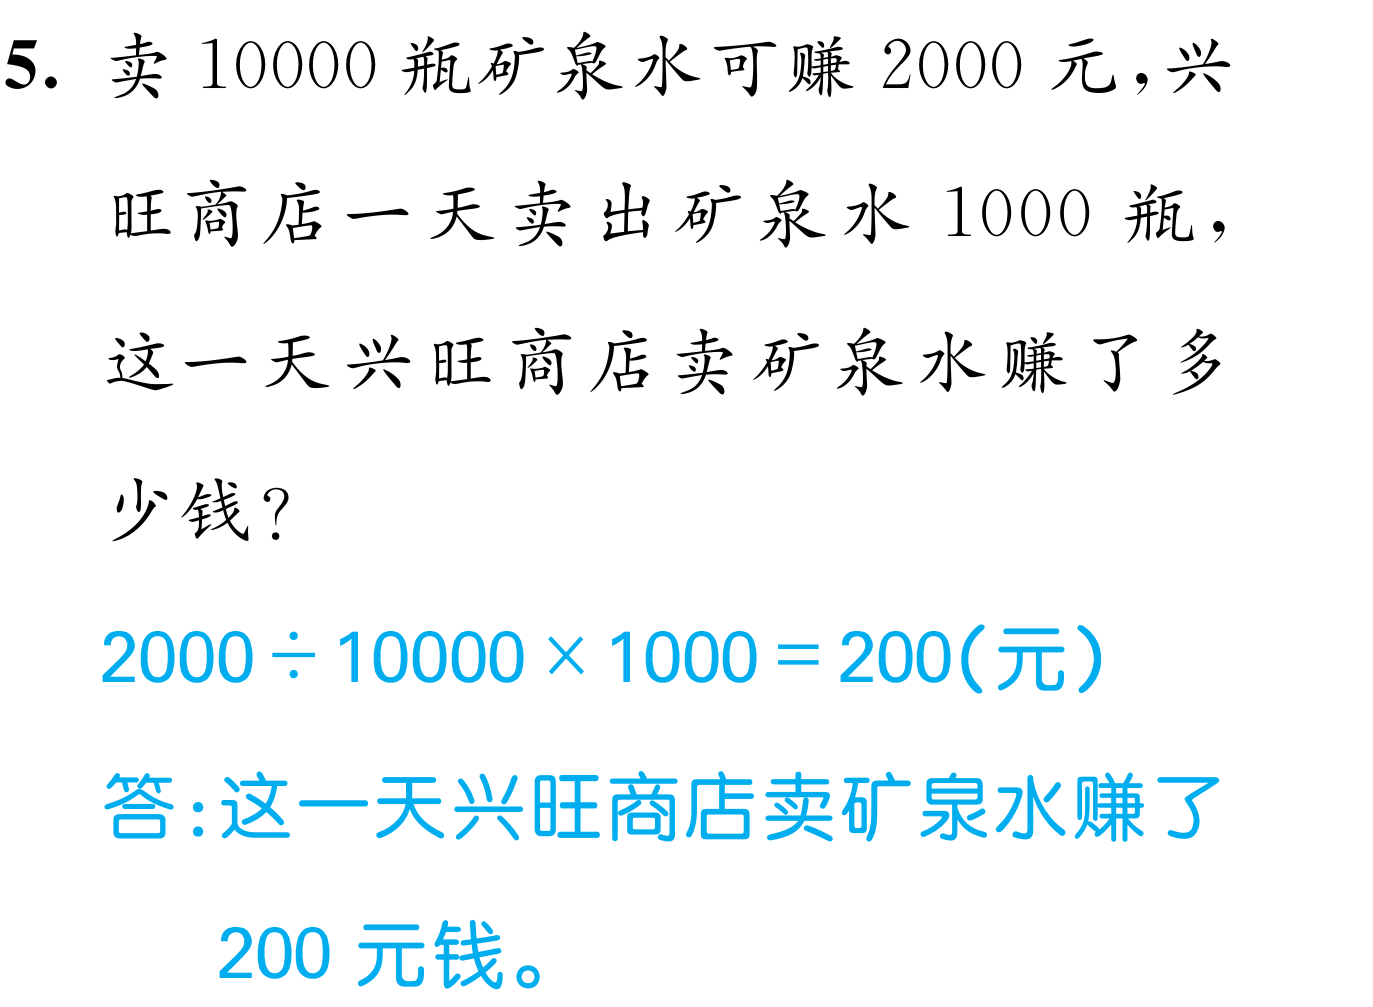 5. 卖 10000 瓶矿泉水可赚 2000 元,兴
旺商店一天卖出矿泉水 1000 瓶,
这一天兴旺商店卖矿泉水赚了多
少钱?
2000÷10000×1000=200(元)
答:这一天兴旺商店卖矿泉水赚了
200 元钱。